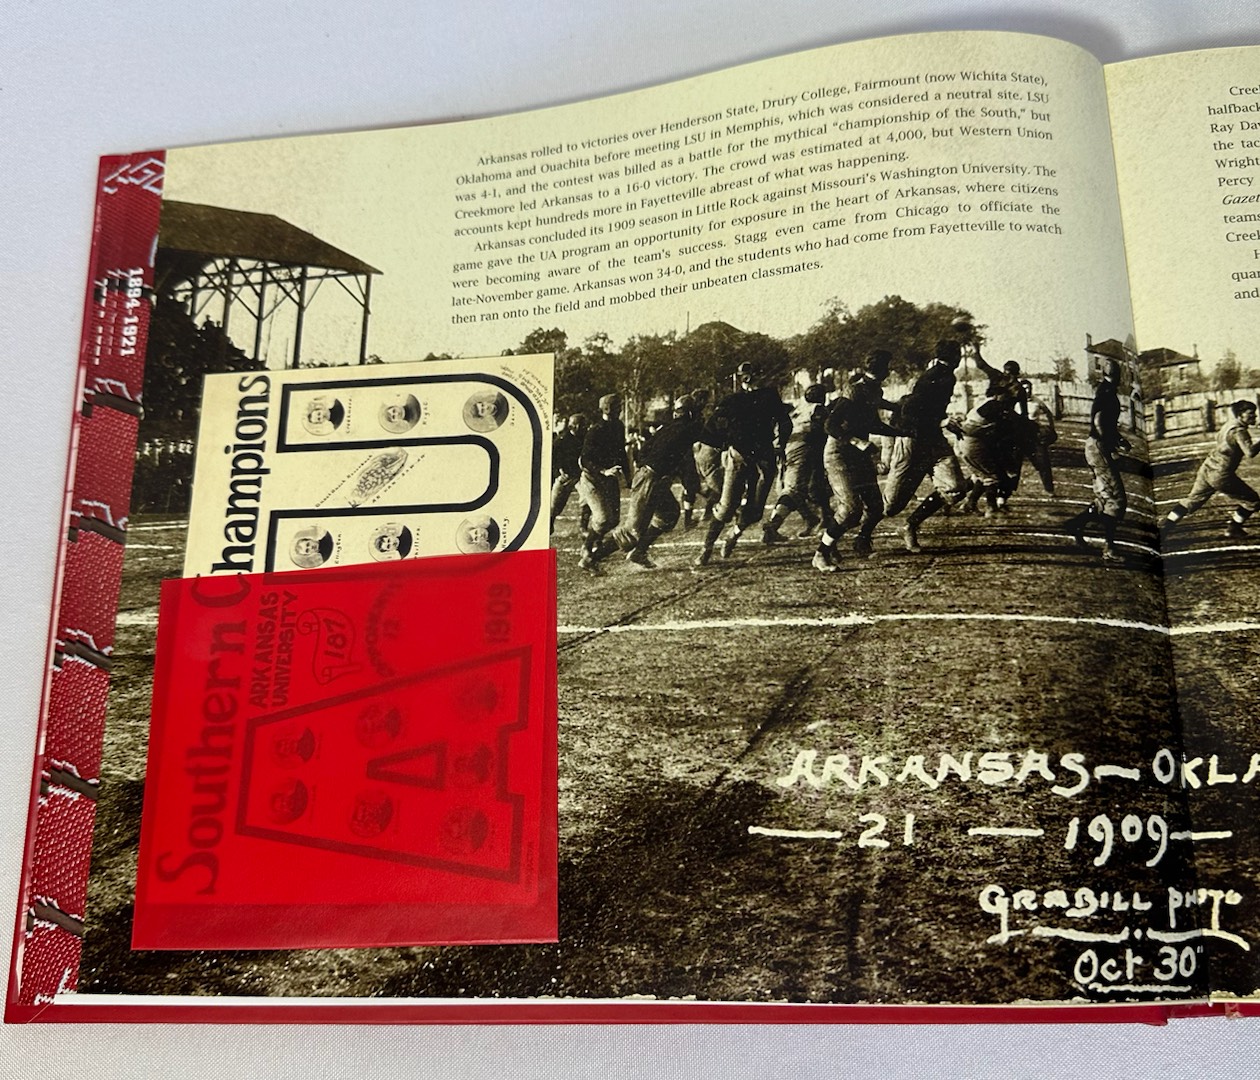 Arkansas rolled to victories over Henderson State, Drury College, Fairmount (now Wichita State),
Oklahoma and Ouachita before meeting LSU in Memphis, which was considered a neutral site. LSU
was 4-1, and the contest was billed as a battle for the mythical "championship of the South," but
Creekmore led Arkansas to a 16-0 victory. The crowd was estimated at 4,000, but Western Union
accounts kept hundreds more in Fayetteville abreast of what was happening.
Arkansas concluded its 1909 season in Little Rock against Missouri's Washington University. The
game gave the UA program an opportunity for exposure in the heart of Arkansas, where citizens
were becoming aware of the team's success. Stagg even came from Chicago to officiate the
late-November game. Arkansas won 34-0, and the students who had come from Fayetteville to watch
then ran onto the field and mobbed their unbeaten classmates.
1894-1921
Southern Champions
ARKANSAS
UNIVERSITY
187
OPPONENTS
12
1909
U
A
ARKANSAS— OKLA
— 21 — 1909—
GRABILL PHOTO
Oct 30"
Creek
halfback
Ray Dav
the tac
Wright
Percy
Gazet
teams
Creek
H
quar
and